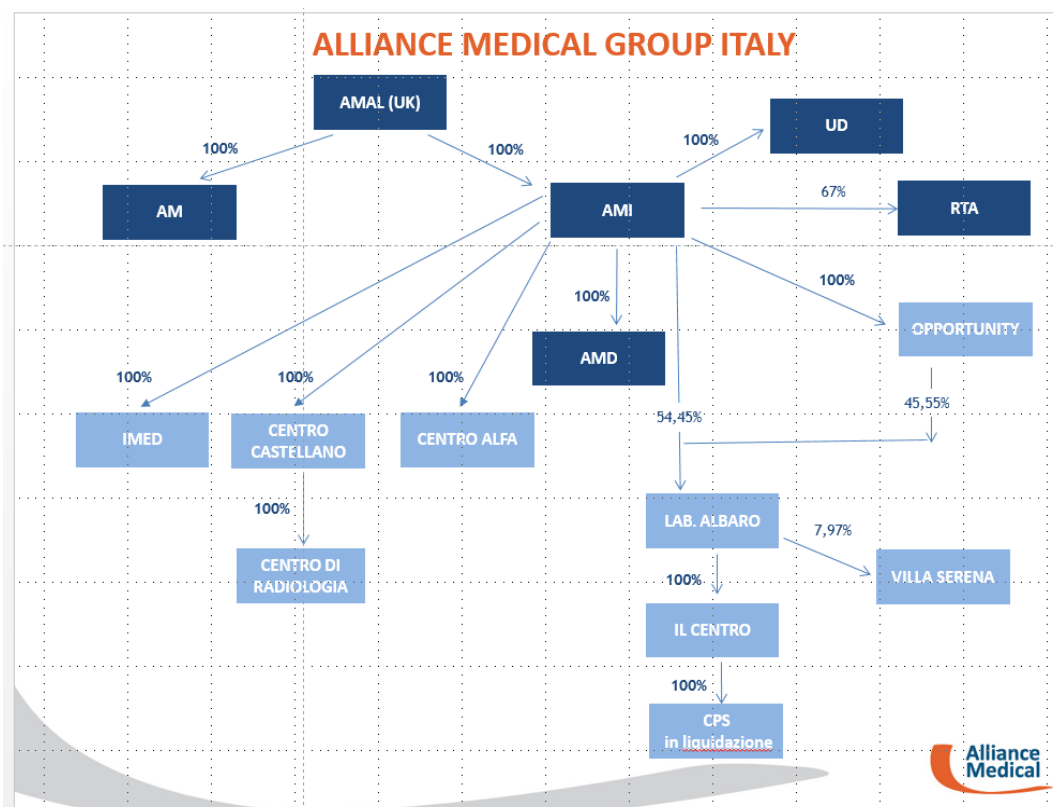 ALLIANCE MEDICAL GROUP ITALY
AMAL (UK)
UD
100%
100%
100%
67%
AM
AMI
RTA
100%
100%
OPPORTUNITY
AMD
100%
100%
100%
54,45%
45,55%
IMED
CENTRO
CASTELLANO
CENTRO ALFA
100%
LAB. ALBARO
7,97%
CENTRO DI
RADIOLOGIA
100%
VILLA SERENA
IL CENTRO
100%
CPS
in liquidazione
Alliance
Medical